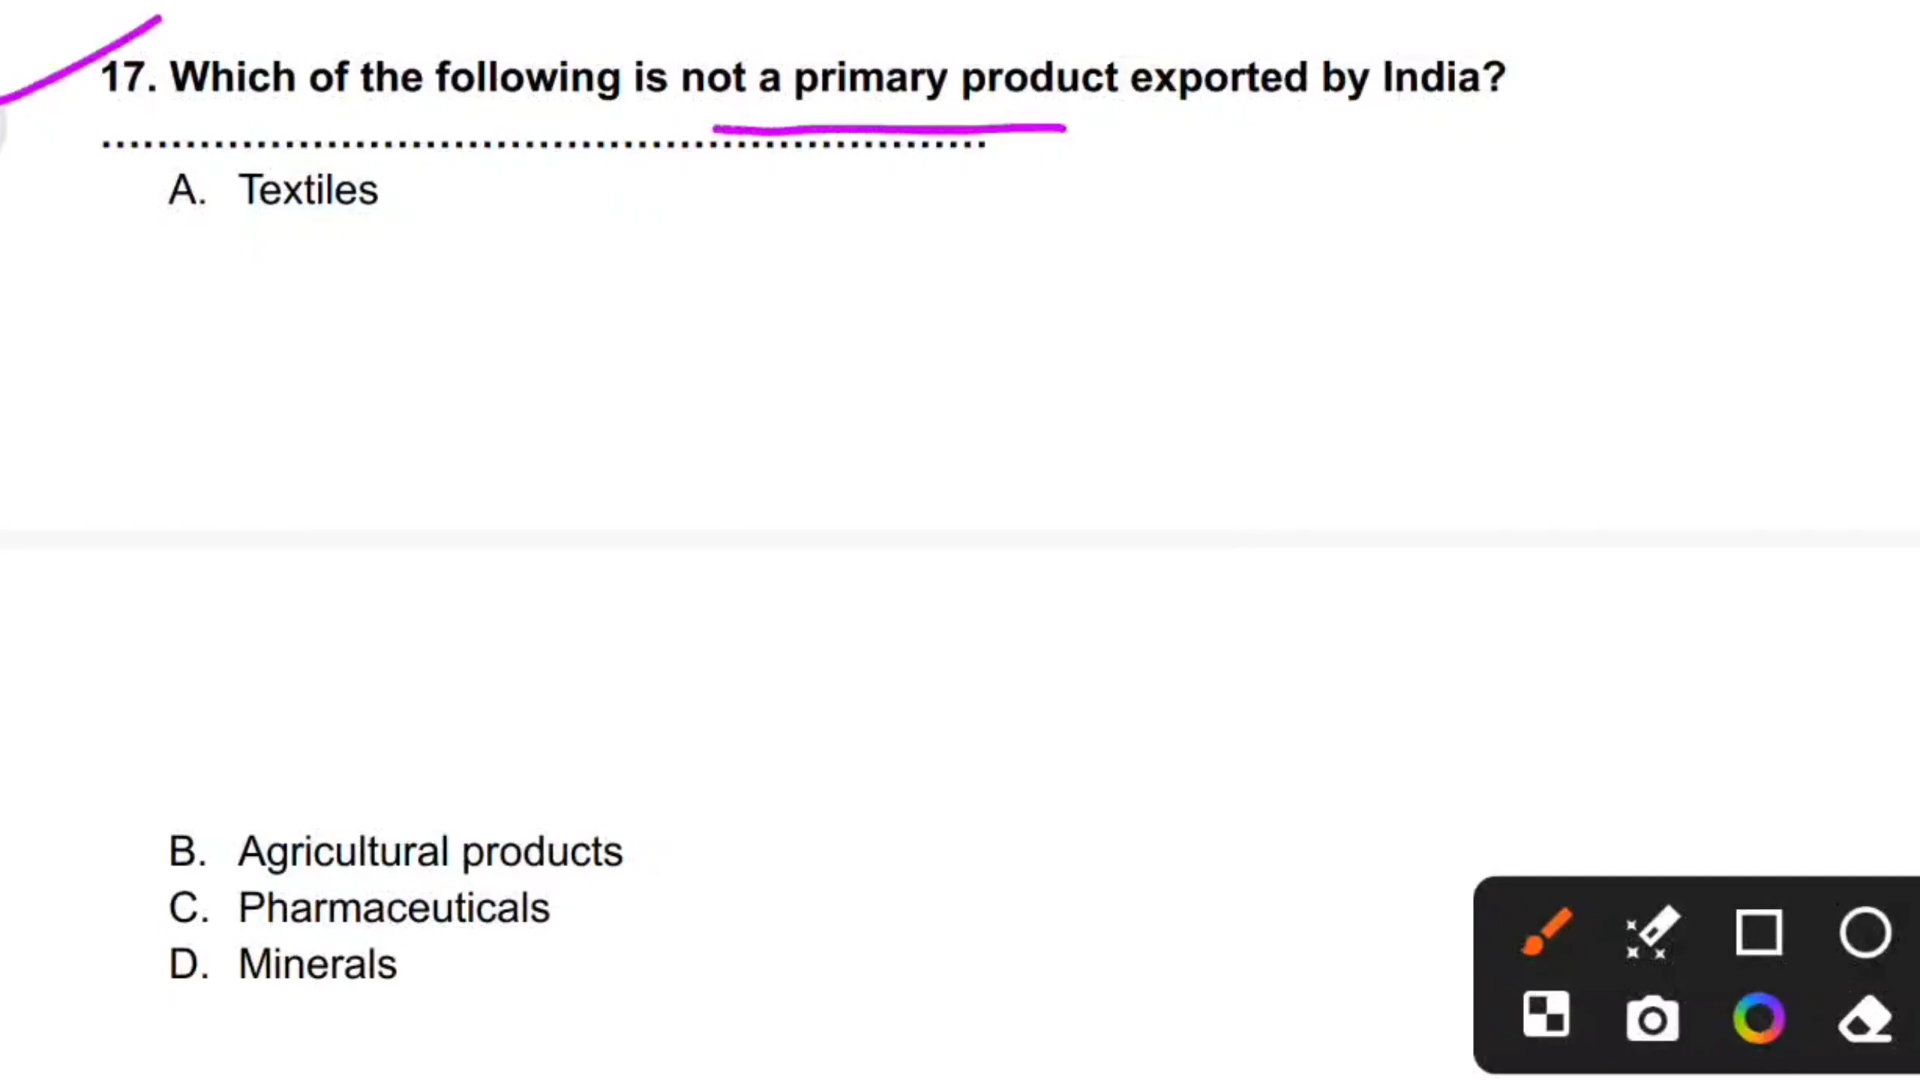 17. Which of the following is not a primary product exported by India?
...............................................................
A. Textiles
B. Agricultural products
C. Pharmaceuticals
D. Minerals